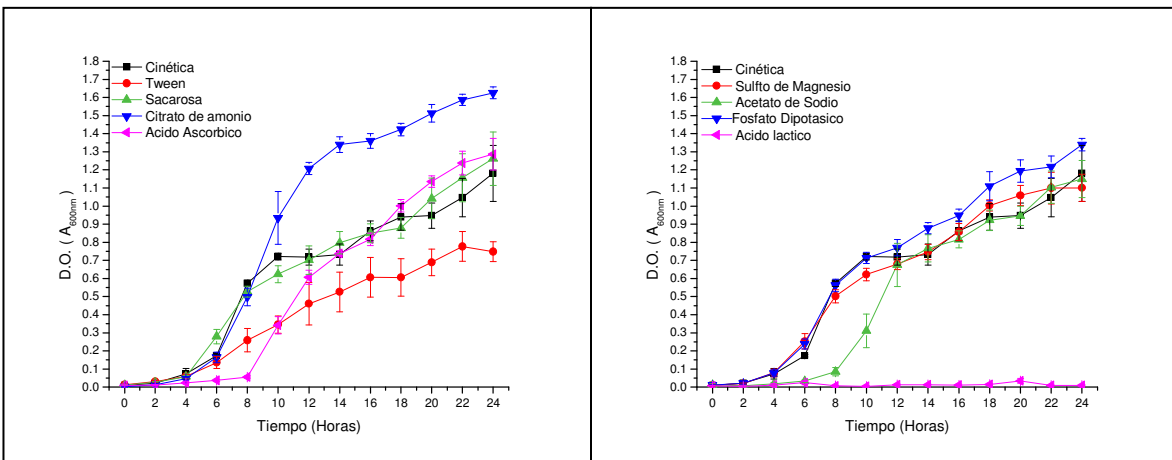 Cinética
Tween
Sacarosa
Citrato de amonio
Acido Ascorbico
1.8
1.7
1.6
1.5
1.4
1.3
1.2
1.1
1.0
0.9
0.8
0.7
0.6
0.5
0.4
0.3
0.2
0.1
0.0
D.O. ( A600nm)
0 2 4 6 8 10 12 14 16 18 20 22 24
Tiempo (Horas)
Cinética
Sulfto de Magnesio
Acetato de Sodio
Fosfato Dipotasico
Acido lactico
1.8
1.7
1.6
1.5
1.4
1.3
1.2
1.1
1.0
0.9
0.8
0.7
0.6
0.5
0.4
0.3
0.2
0.1
0.0
D.O. ( A600nm)
0 2 4 6 8 10 12 14 16 18 20 22 24
Tiempo (Horas)